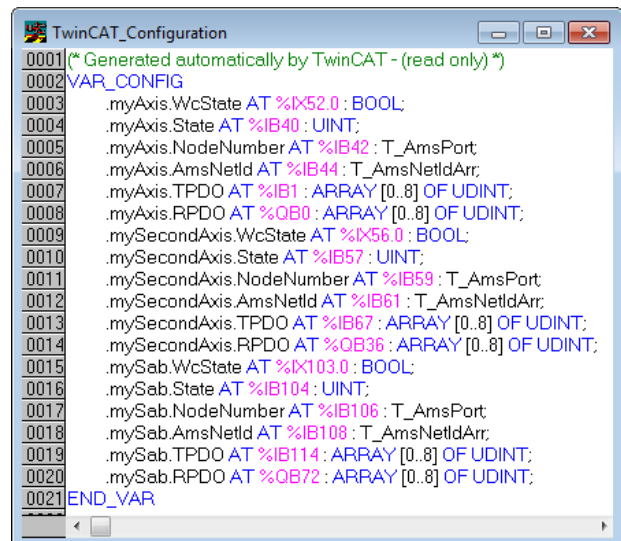 TwinCAT_Configuration
0001 (* Generated automatically by TwinCAT - (read only) *)
0002 VAR_CONFIG
0003 .myAxis.WcState AT %IX52.0 : BOOL;
0004 .myAxis.State AT %IB40 : UINT;
0005 .myAxis.NodeNumber AT %IB42 : T_AmsPort;
0006 .myAxis.AmsNetId AT %IB44 : T_AmsNetIdArr;
0007 .myAxis.TPDO AT %IB1 : ARRAY [0..8] OF UDINT;
0008 .myAxis.RPDO AT %QB0 : ARRAY [0..8] OF UDINT;
0009 .mySecondAxis.WcState AT %IX56.0 : BOOL;
0010 .mySecondAxis.State AT %IB57 : UINT;
0011 .mySecondAxis.NodeNumber AT %IB59 : T_AmsPort;
0012 .mySecondAxis.AmsNetId AT %IB61 : T_AmsNetIdArr;
0013 .mySecondAxis.TPDO AT %IB67 : ARRAY [0..8] OF UDINT;
0014 .mySecondAxis.RPDO AT %QB36 : ARRAY [0..8] OF UDINT;
0015 .mySab.WcState AT %IX103.0 : BOOL;
0016 .mySab.State AT %IB104 : UINT;
0017 .mySab.NodeNumber AT %IB106 : T_AmsPort;
0018 .mySab.AmsNetId AT %IB108 : T_AmsNetIdArr;
0019 .mySab.TPDO AT %IB114 : ARRAY [0..8] OF UDINT;
0020 .mySab.RPDO AT %QB72 : ARRAY [0..8] OF UDINT;
0021 END_VAR